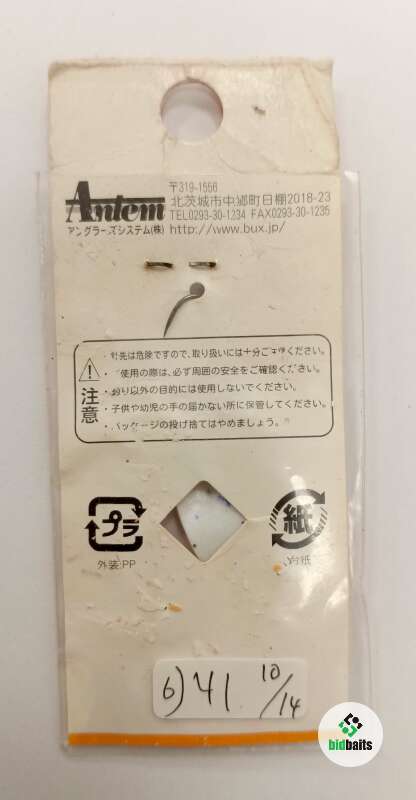 Antem
アングラーズシステム(株)
〒319-1556
北茨城市中郷町日棚2018-23
TEL0293-30-1234 FAX0293-30-1235
http://www.bux.jp/
注意
針先は危険ですので、取り扱いには十分ご注意ください。
・ご使用の際は、必ず周囲の安全をご確認ください。
・釣り以外の目的には使用しないでください。
・子供や幼児の手の届かない所に保管してください。
・パッケージの投げ捨てはやめましょう。
プラ
外装:PP
紙
台紙
6) 41. 10/14
bidbaits